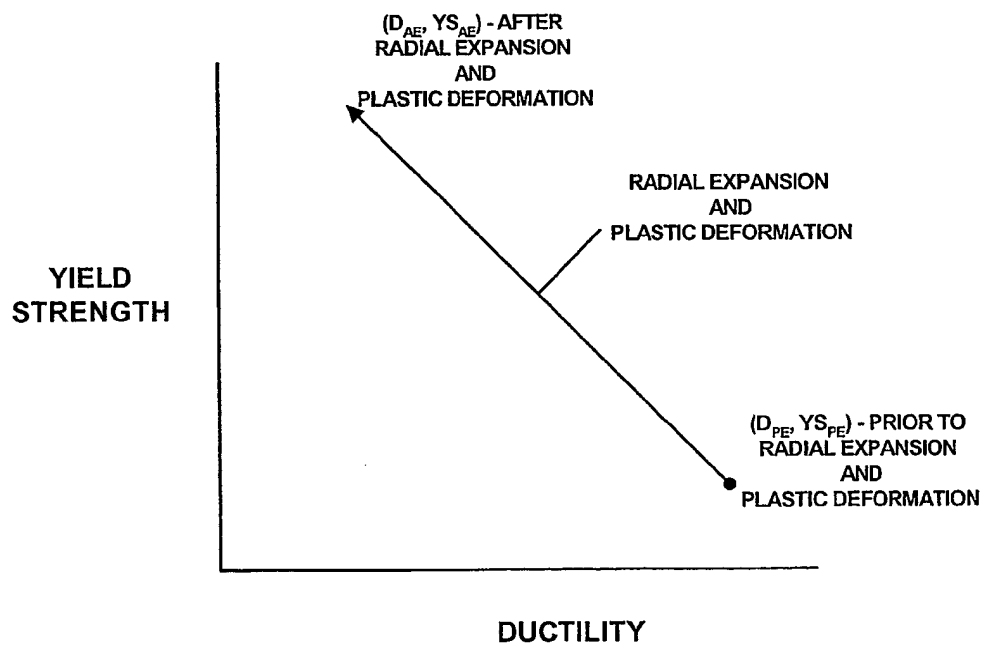 (D_AE, YS_AE) - AFTER
RADIAL EXPANSION
AND
PLASTIC DEFORMATION
RADIAL EXPANSION
AND
PLASTIC DEFORMATION
YIELD
STRENGTH
(D_PE, YS_PE) - PRIOR TO
RADIAL EXPANSION
AND
PLASTIC DEFORMATION
DUCTILITY